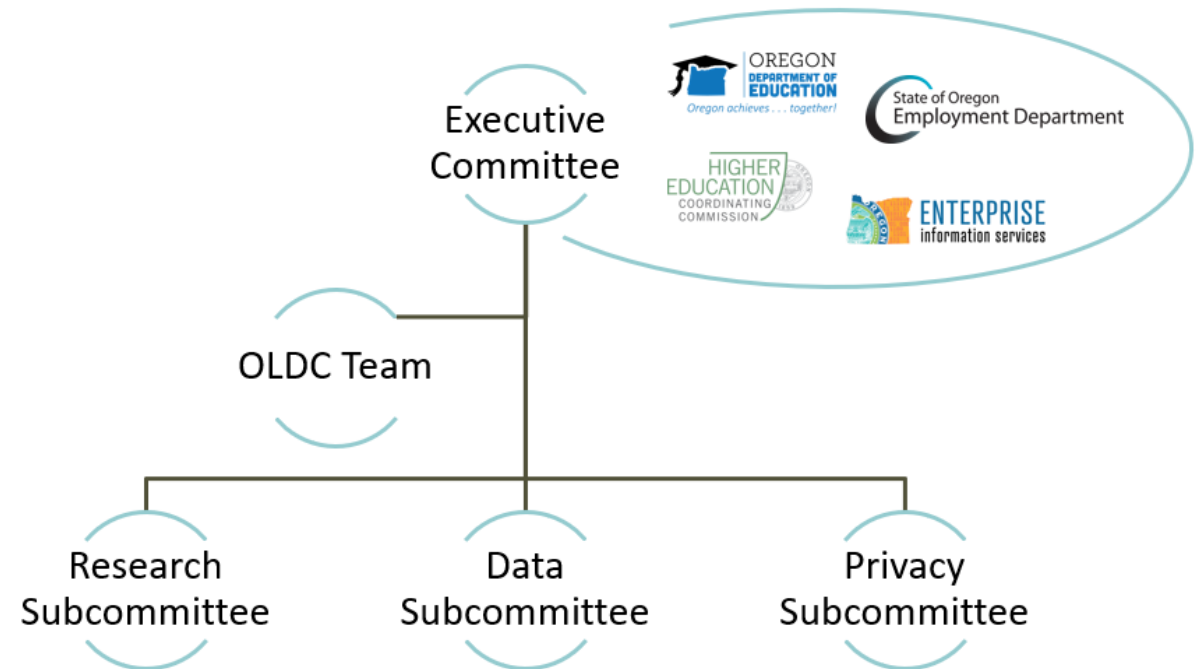 Executive
Committee
OREGON
DEPARTMENT OF
EDUCATION
Oregon achieves . . . together!
State of Oregon
Employment Department
HIGHER
EDUCATION
COORDINATING
COMMISSION
OREGON
ENTERPRISE
information services
OLDC Team
Research
Subcommittee
Data
Subcommittee
Privacy
Subcommittee